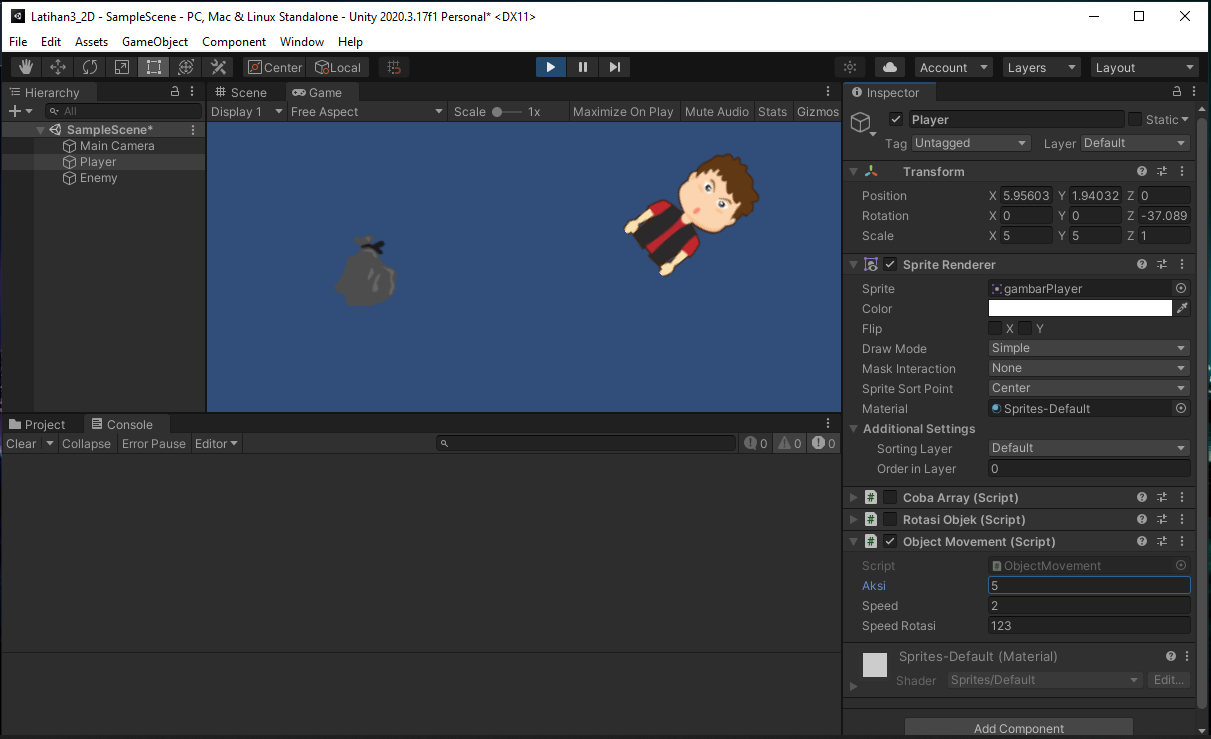 Latihan3_2D - SampleScene - PC, Mac & Linux Standalone - Unity 2020.3.17f1 Personal* <DX11>
File Edit Assets GameObject Component Window Help
Center Local Account Layers Layout
Hierarchy
All
SampleScene*
Main Camera
Player
Enemy
Scene Game
Display 1 Free Aspect Scale 1x Maximize On Play Mute Audio Stats Gizmos
Project Console
Clear Collapse Error Pause Editor 0 0 0
Inspector
Player Static
Tag Untagged Layer Default
Transform
Position X 5.95603 Y 1.94032 Z 0
Rotation X 0 Y 0 Z -37.089
Scale X 5 Y 5 Z 1
Sprite Renderer
Sprite gambarPlayer
Color
Flip X Y
Draw Mode Simple
Mask Interaction None
Sprite Sort Point Center
Material Sprites-Default
Additional Settings
Sorting Layer Default
Order in Layer 0
# Coba Array (Script)
# Rotasi Objek (Script)
# Object Movement (Script)
Script ObjectMovement
Aksi 5
Speed 2
Speed Rotasi 123
Sprites-Default (Material)
Shader Sprites/Default Edit...
Add Component